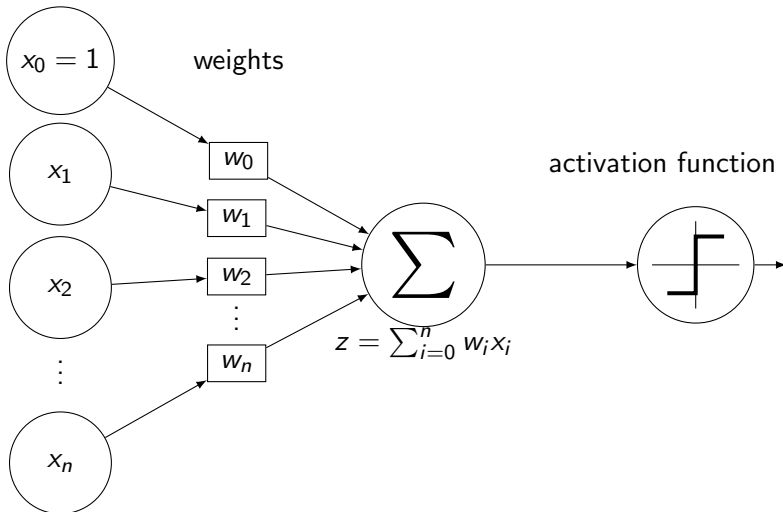 x₀ = 1
weights
w₀
activation function
x₁
w₁
x₂
w₂
∑
⋮
z = ∑ⁿᵢ₌₀ wᵢxᵢ
wₙ
⋮
xₙ